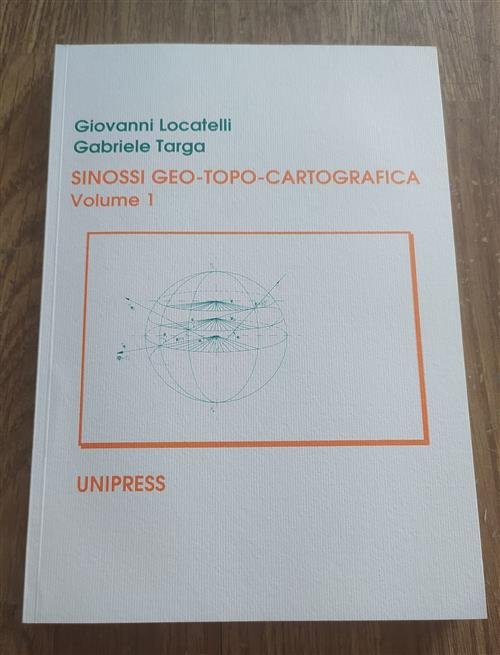 Giovanni Locatelli
Gabriele Targa
SINOSSI GEO-TOPO-CARTOGRAFICA
Volume 1
UNIPRESS